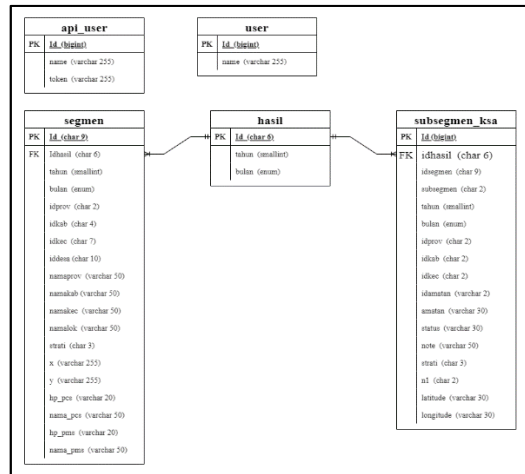 api_user
PK Id (bigint)
name (varchar 255)
token (varchar 255)
user
PK Id (bigint)
name (varchar 255)
segmen
PK Id (char 9)
FK Idhasil (char 6)
tahun (smallint)
bulan (enum)
idprov (char 2)
idkab (char 4)
idkec (char 7)
iddesa (char 10)
namaprov (varchar 50)
namakab (varchar 50)
namakec (varchar 50)
namalok (varchar 50)
strati (char 3)
x (varchar 255)
y (varchar 255)
hp_pcs (varchar 20)
nama_pcs (varchar 50)
hp_pms (varchar 20)
nama_pms (varchar 50)
hasil
PK Id (char 6)
tahun (smallint)
bulan (enum)
subsegmen_ksa
PK Id (bigint)
FK idhasil (char 6)
idsegmen (char 9)
subsegmen (char 2)
tahun (smallint)
bulan (enum)
idprov (char 2)
idkab (char 2)
idkec (char 2)
idamatan (varchar 2)
amatan (varchar 30)
status (varchar 30)
note (varchar 50)
strati (char 3)
n1 (char 2)
latitude (varchar 30)
longitude (varchar 30)